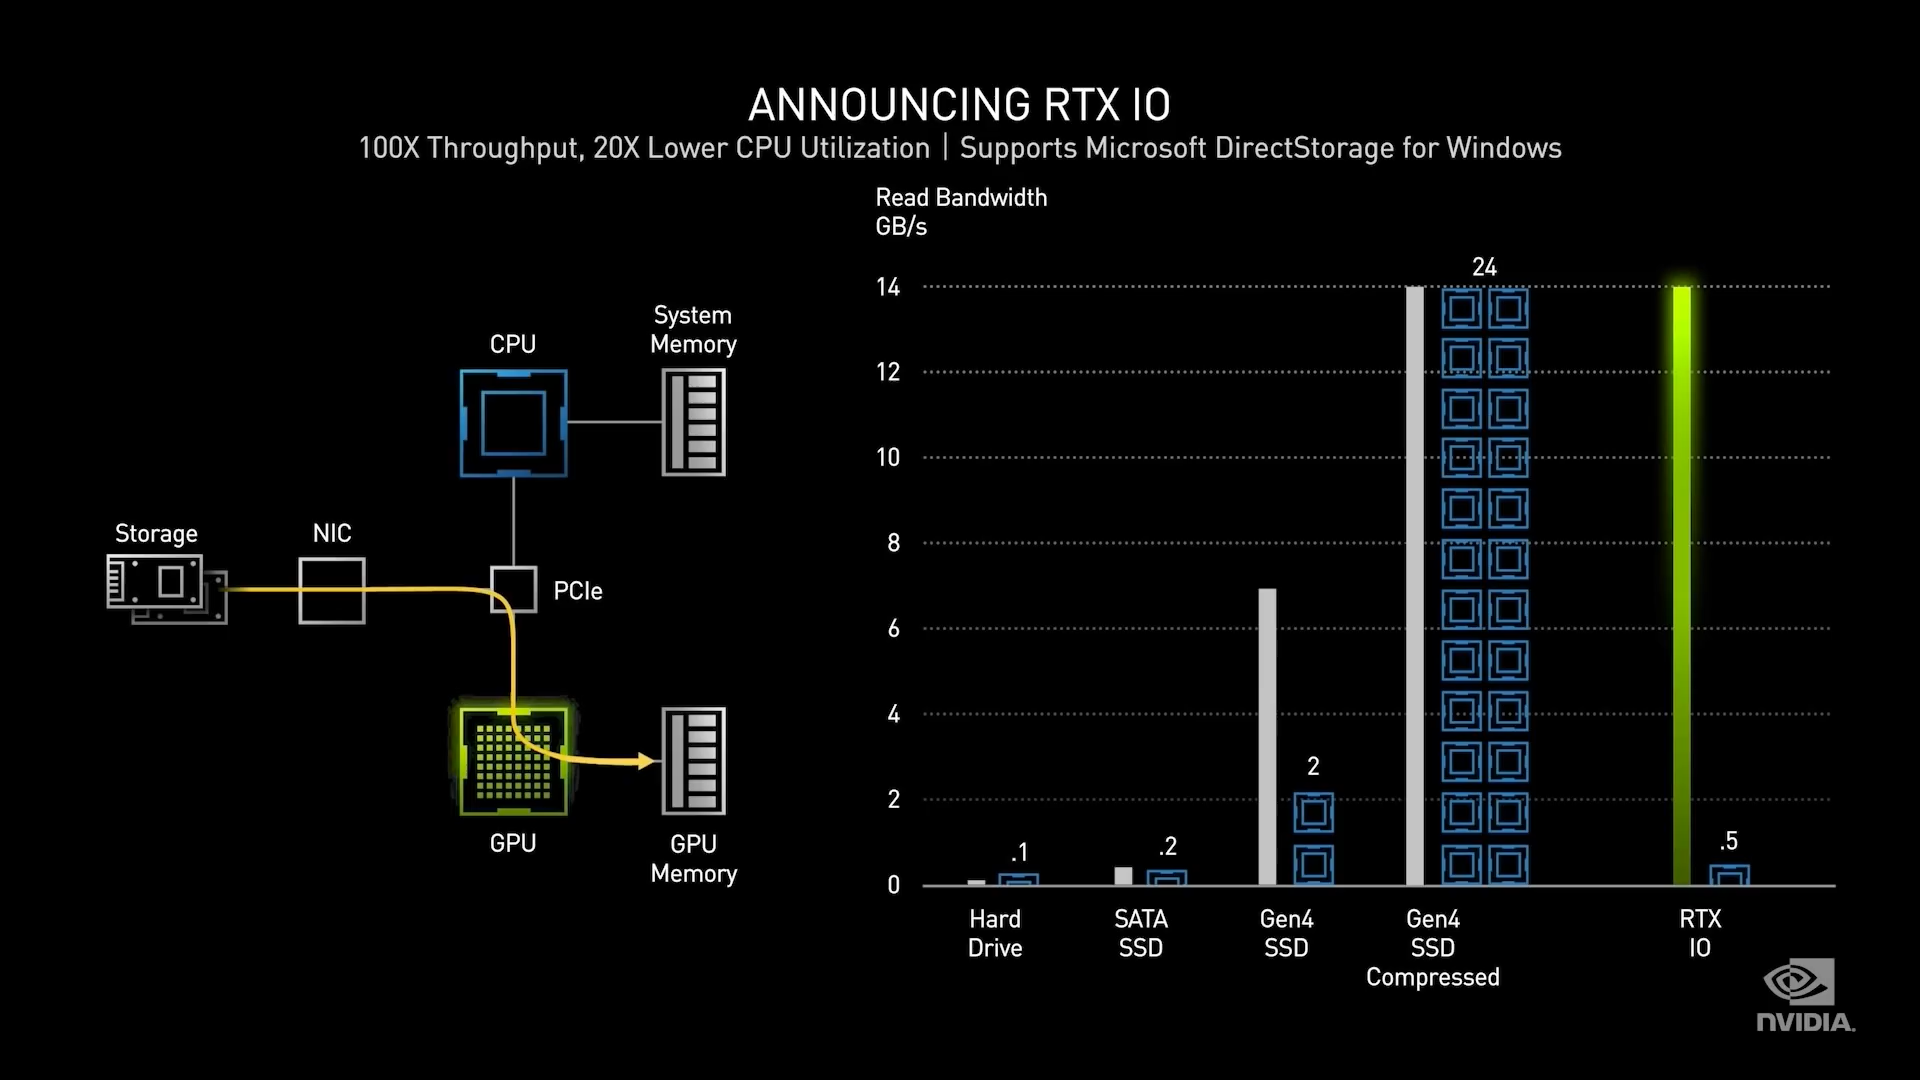 ANNOUNCING RTX IO
100X Throughput, 20X Lower CPU Utilization | Supports Microsoft DirectStorage for Windows
System
Memory
CPU
Storage
NIC
PCIe
GPU
GPU
Memory
Read Bandwidth
GB/s
14
12
10
8
6
4
2
0
.1
.2
2
24
.5
Hard
Drive
SATA
SSD
Gen4
SSD
Gen4
SSD
Compressed
RTX
IO
NVIDIA.